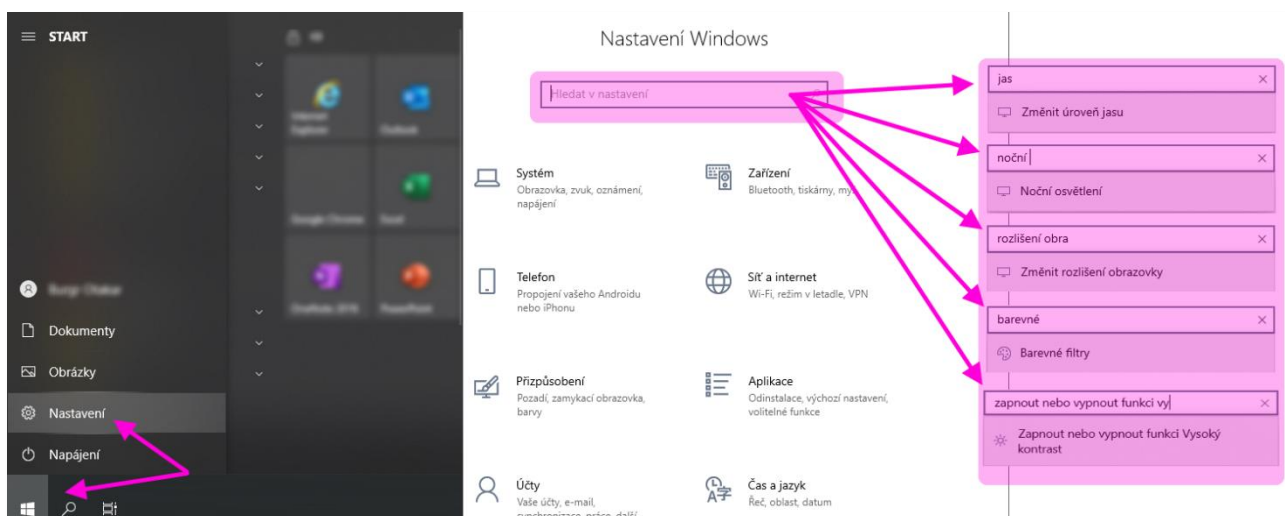 START
Dokumenty
Obrázky
Nastavení
Napájení
Nastavení Windows
Hledat v nastavení
Systém
Obrazovka, zvuk, oznámení,
napájení
Zařízení
Bluetooth, tiskárny, myš
Telefon
Propojení vašeho Androidu
nebo iPhonu
Síť a internet
Wi-Fi, režim v letadle, VPN
Přizpůsobení
Pozadí, zamykací obrazovka,
barvy
Aplikace
Odinstalace, výchozí nastavení,
volitelné funkce
Účty
Vaše účty, e-mail,
synchronizace, práce, další
Čas a jazyk
Řeč, oblast, datum
jas
Změnit úroveň jasu
noční
Noční osvětlení
rozlišení obra
Změnit rozlišení obrazovky
barevné
Barevné filtry
zapnout nebo vypnout funkci vy
Zapnout nebo vypnout funkci Vysoký
kontrast